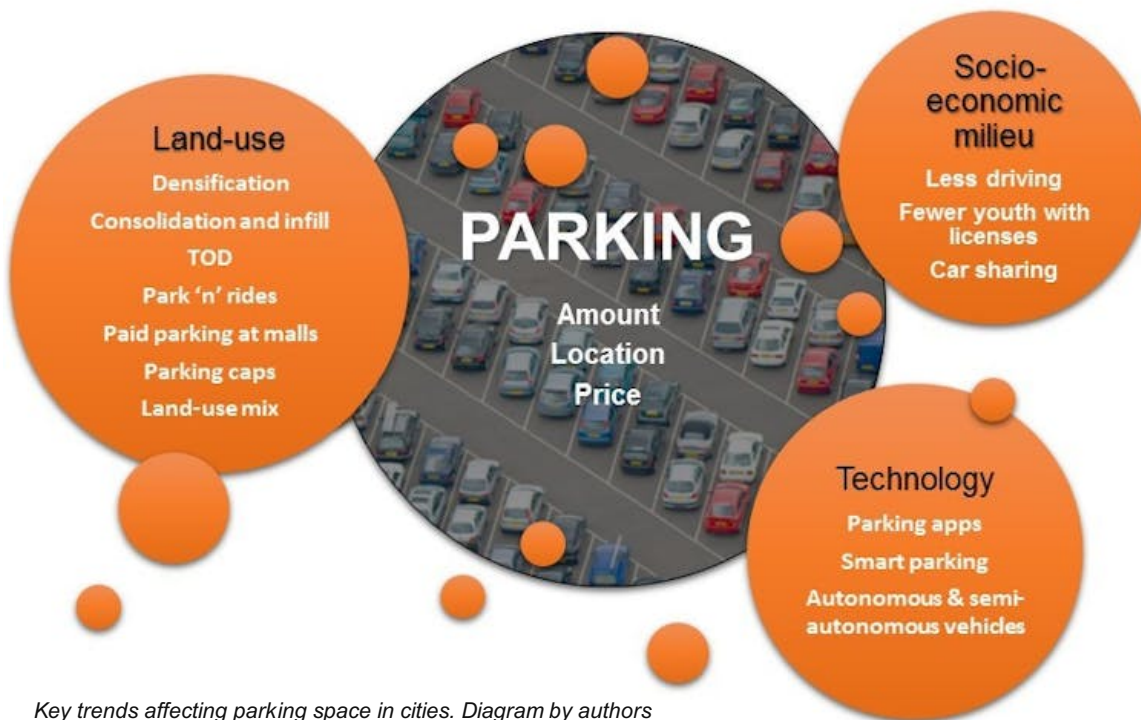 Land-use
Densification
Consolidation and infill
TOD
Park ‘n’ rides
Paid parking at malls
Parking caps
Land-use mix
PARKING
Amount
Location
Price
Socio-
economic
milieu
Less driving
Fewer youth with
licenses
Car sharing
Technology
Parking apps
Smart parking
Autonomous & semi-
autonomous vehicles
Key trends affecting parking space in cities. Diagram by authors